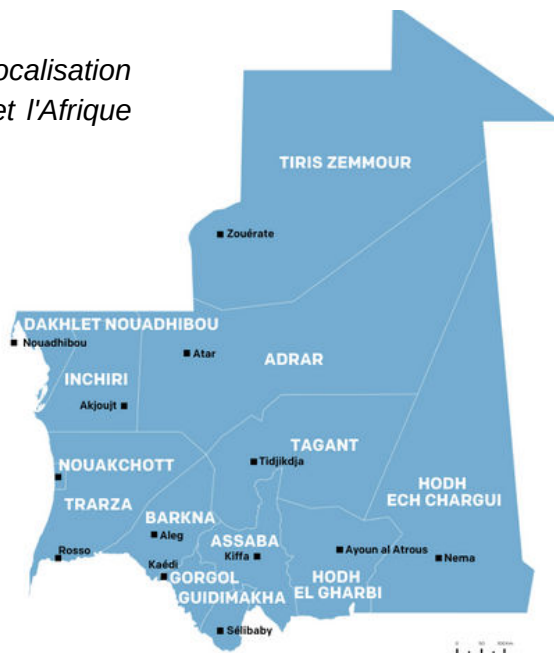 ocalisation
et l'Afrique
TIRIS ZEMMOUR
Zouérate
DAKHLET NOUADHIBOU
Nouadhibou
Atar
ADRAR
INCHIRI
Akjoujt
TAGANT
NOUAKCHOTT
Tidjikdja
HODH
ECH CHARGUI
TRARZA
BARKNA
Aleg
ASSABA
Kiffa
Ayoun al Atrous
Nema
Rosso
Kaédi
GORGOL
HODH
EL GHARBI
GUIDIMAKHA
Sélibaby